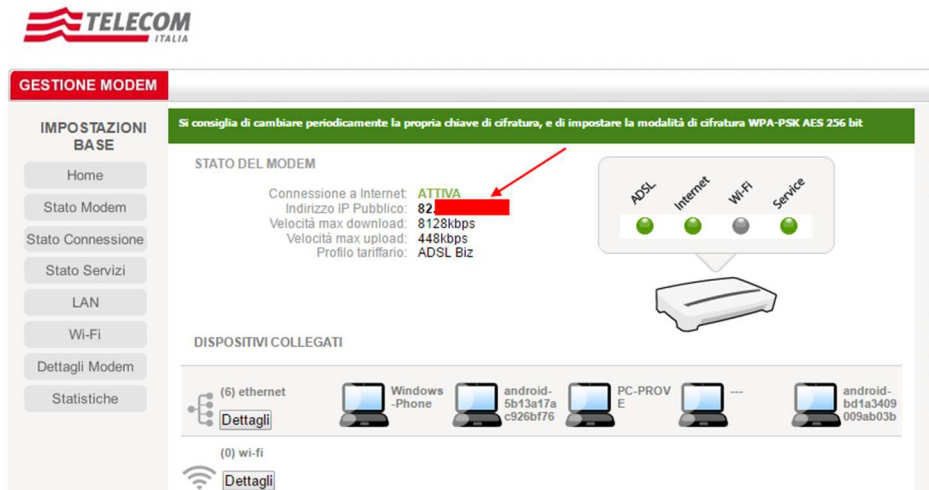 TELECOM
ITALIA
GESTIONE MODEM
IMPOSTAZIONI
BASE
Home
Stato Modem
Stato Connessione
Stato Servizi
LAN
Wi-Fi
Dettagli Modem
Statistiche
Si consiglia di cambiare periodicamente la propria chiave di cifratura, e di impostare la modalità di cifratura WPA-PSK AES 256 bit
STATO DEL MODEM
Connessione a Internet: ATTIVA
Indirizzo IP Pubblico: 82.
Velocità max download: 8128kbps
Velocità max upload: 448kbps
Profilo tariffario: ADSL Biz
ADSL
Internet
Wi-Fi
Service
DISPOSITIVI COLLEGATI
(6) ethernet
Dettagli
Windows
-Phone
android-
5b13a17a
c926bf76
PC-PROV
E
---
android-
bd1a3409
009ab03b
(0) wi-fi
Dettagli